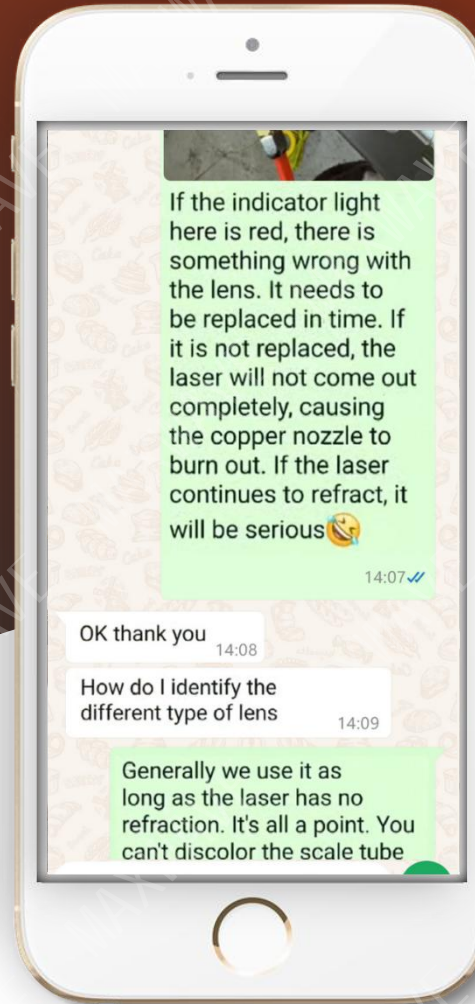 If the indicator light
here is red, there is
something wrong with
the lens. It needs to
be replaced in time. If
it is not replaced, the
laser will not come out
completely, causing
the copper nozzle to
burn out. If the laser
continues to refract, it
will be serious🤣
14:07
OK thank you
14:08
How do I identify the
different type of lens
14:09
Generally we use it as
long as the laser has no
refraction. It's all a point. You
can't discolor the scale tube